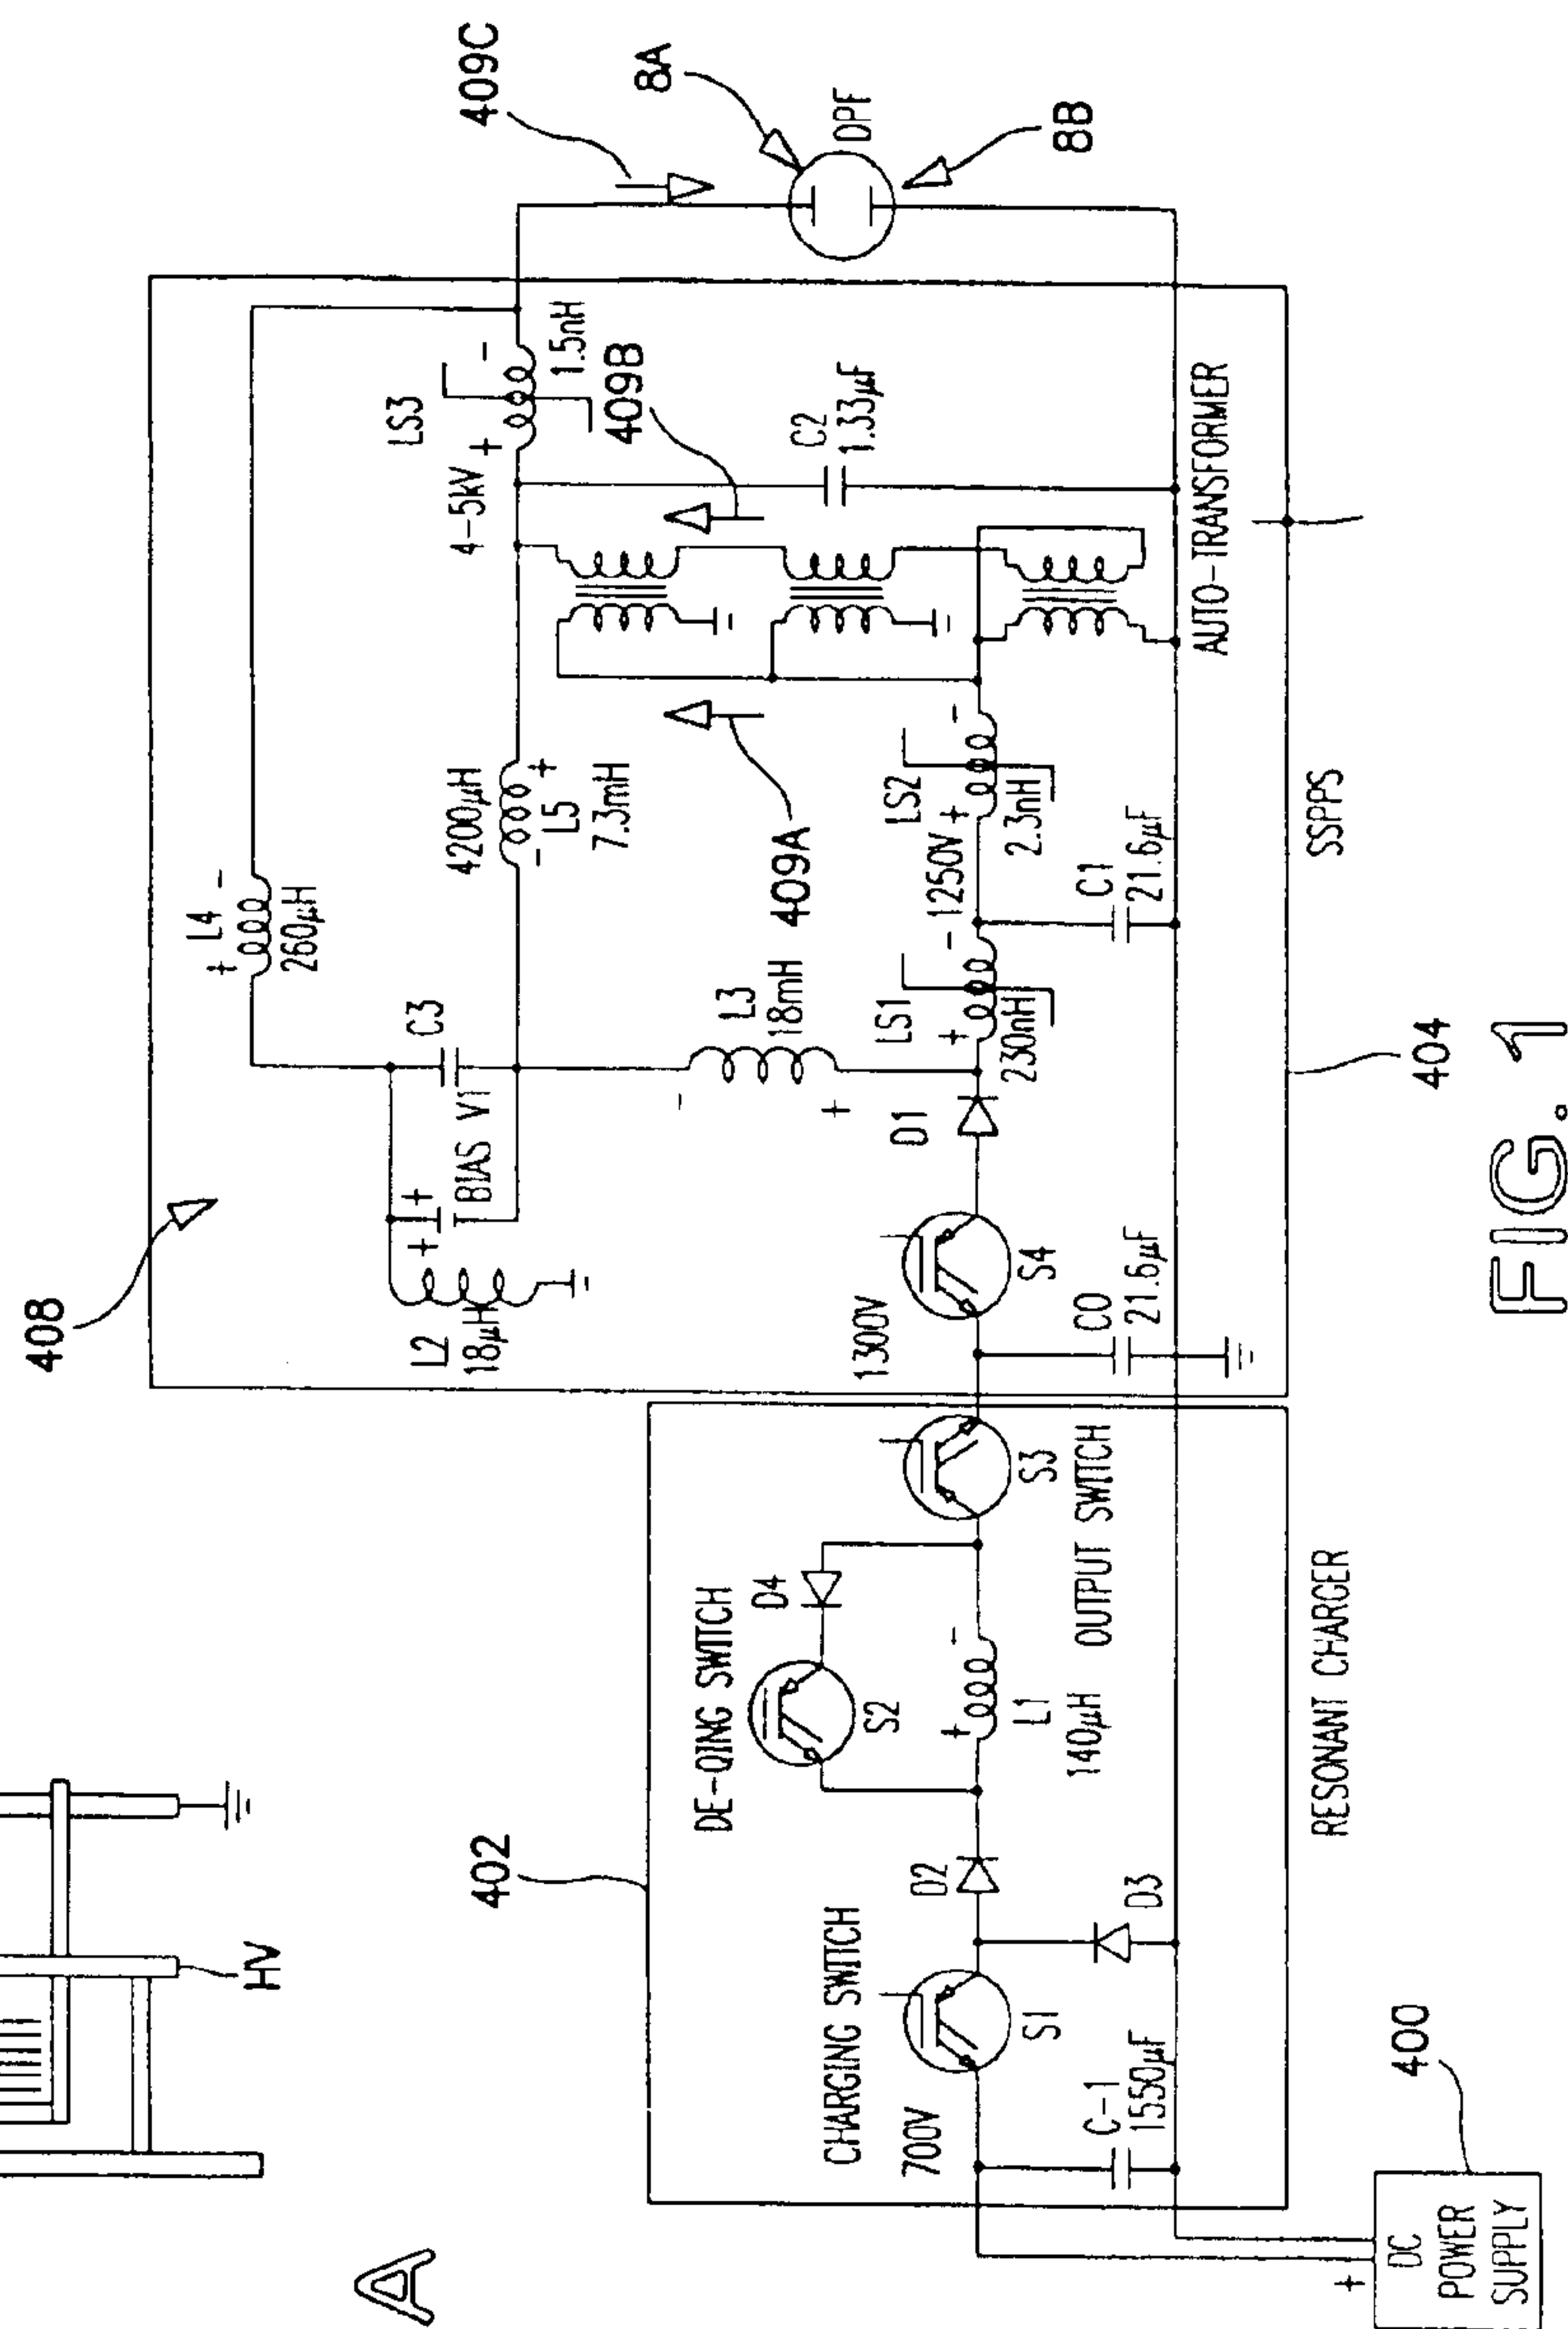 408
L4
+
-
260µH
409C
8A
DPF
8B
C3
+
+
BIAS V1
L2
18µH
4200µH
-
+
L5
7.3mH
4-5kV
LS3
+
-
1.5nH
409B
409A
-
L3
18mH
+
C2
1.33µF
1300V
S4
D1
LS1
+
-
230nH
1250V
LS2
+
-
2.3nH
C0
21.6µF
C1
21.6µF
AUTO-TRANSFORMER
SSPPS
404
402
DE-QING SWITCH
D4
S2
CHARGING SWITCH
700V
S1
D2
+
-
L1
140µH
S3
OUTPUT SWITCH
C-1
1550µF
D3
RESONANT CHARGER
400
+
DC
POWER
SUPPLY
FIG. 1
HV
A